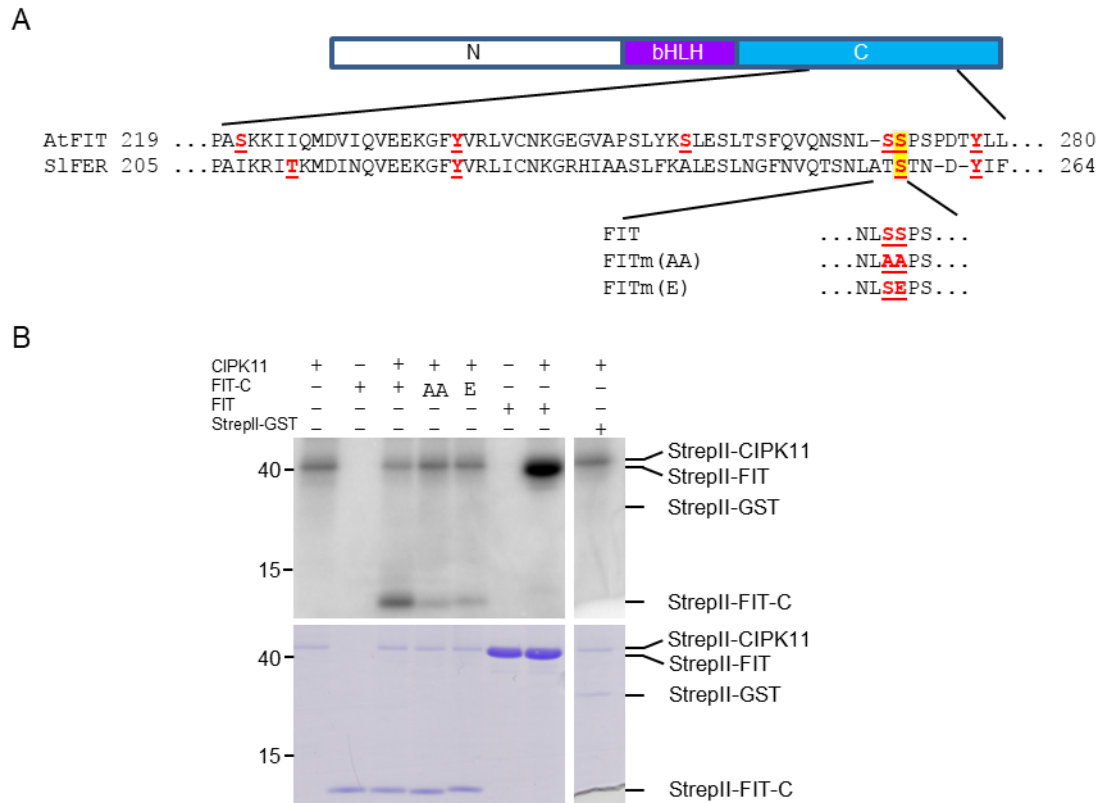 A
N bHLH C
AtFIT 219 ...PASKKIIQMDVIQVEEKGFYVRLVCNKGEGVAPSLYKSLESLTSFQVQNSNL-SSPSPDTYLL... 280
SlFER 205 ...PAIKRITKMDINQVEEKGFYVRLICNKGRHIAASLFKALESLNGFNVQTSNLATSTN-D-YIF... 264
FIT ...NLSSPS...
FITm(AA) ...NLAAPS...
FITm(E) ...NLSEPS...
B
CIPK11 + – + + + – + +
FIT-C – + + AA E – – –
FIT – – – – – + + –
StrepII-GST – – – – – – – +
StrepII-CIPK11
40
StrepII-FIT
StrepII-GST
15
StrepII-FIT-C
StrepII-CIPK11
40
StrepII-FIT
StrepII-GST
15
StrepII-FIT-C